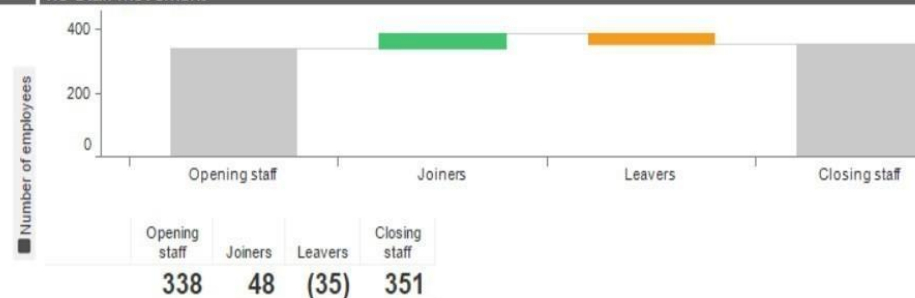 400
200
0
Number of employees
Opening staff
Joiners
Leavers
Closing staff
Opening staff
Joiners
Leavers
Closing staff
338 48 (35) 351